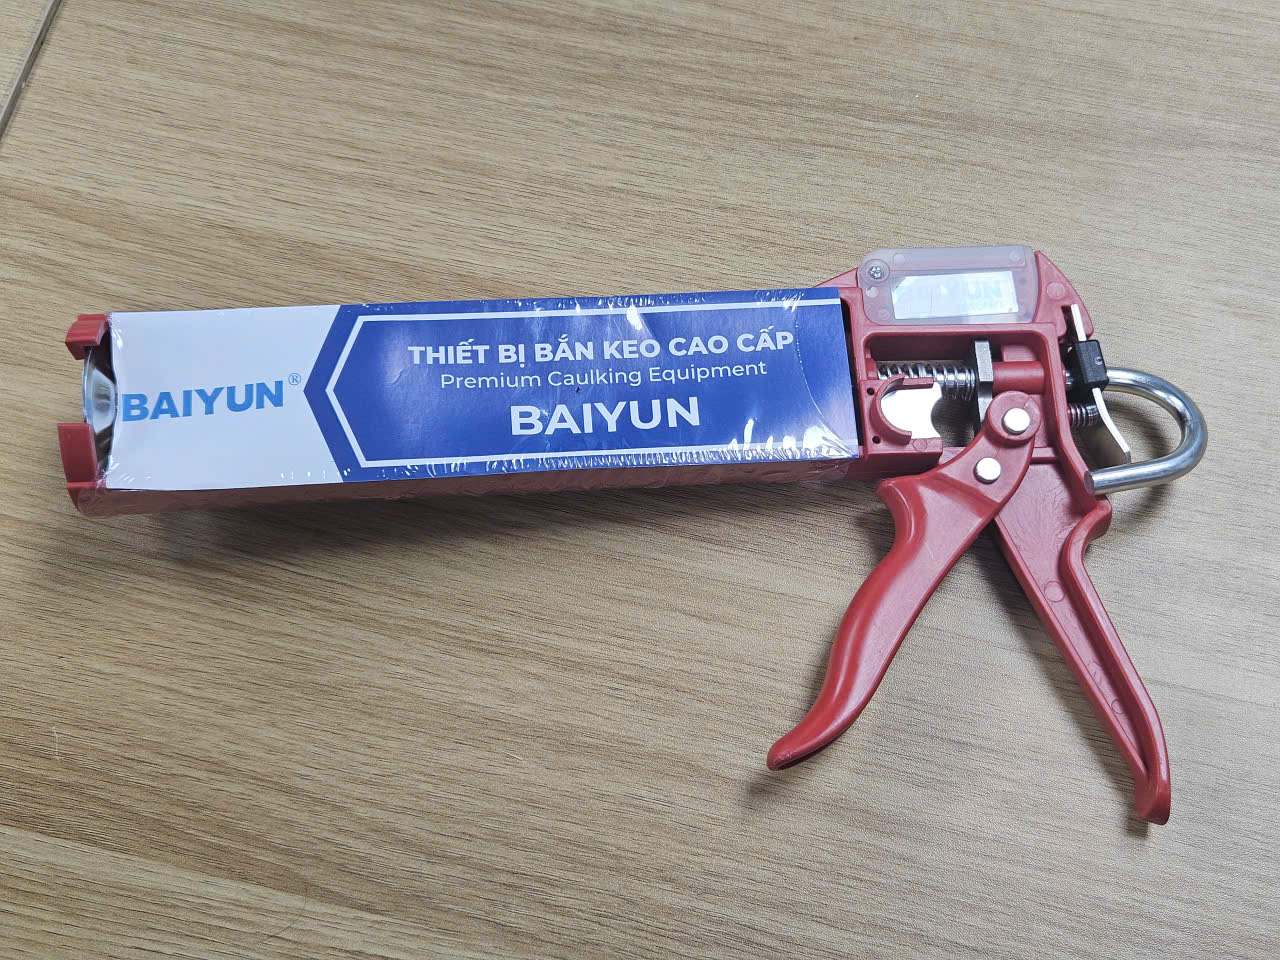 BAIYUN®
THIẾT BỊ BẮN KEO CAO CẤP
Premium Caulking Equipment
BAIYUN